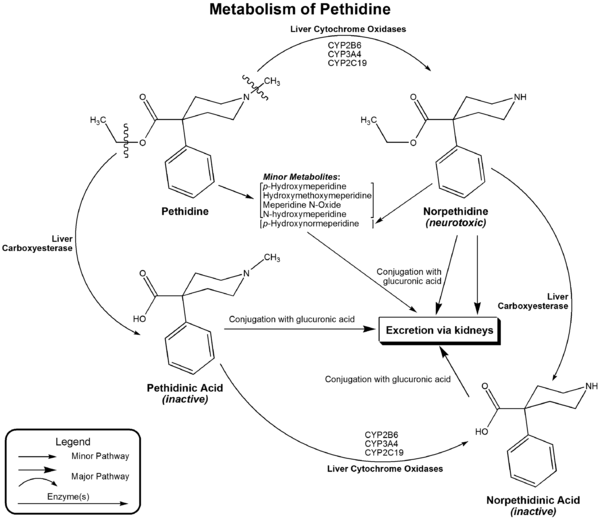 Metabolism of Pethidine
Liver Cytochrome Oxidases
CYP2B6
CYP3A4
CYP2C19
CH₃
N
H₃C
O
O
NH
O
O
H₃C
Pethidine
Minor Metabolites:
p-Hydroxymeperidine
Hydroxymethoxymeperidine
Meperidine N-Oxide
N-hydroxymeperidine
p-Hydroxynormeperidine
Norpethidine
(neurotoxic)
Liver
Carboxyesterase
CH₃
N
O
HO
Conjugation with
glucuronic acid
Liver
Carboxyesterase
Conjugation with glucuronic acid
Excretion via kidneys
Pethidinic Acid
(inactive)
Conjugation with glucuronic acid
NH
O
HO
CYP2B6
CYP3A4
CYP2C19
Liver Cytochrome Oxidases
Norpethidinic Acid
(inactive)
Legend
Minor Pathway
Major Pathway
Enzyme(s)